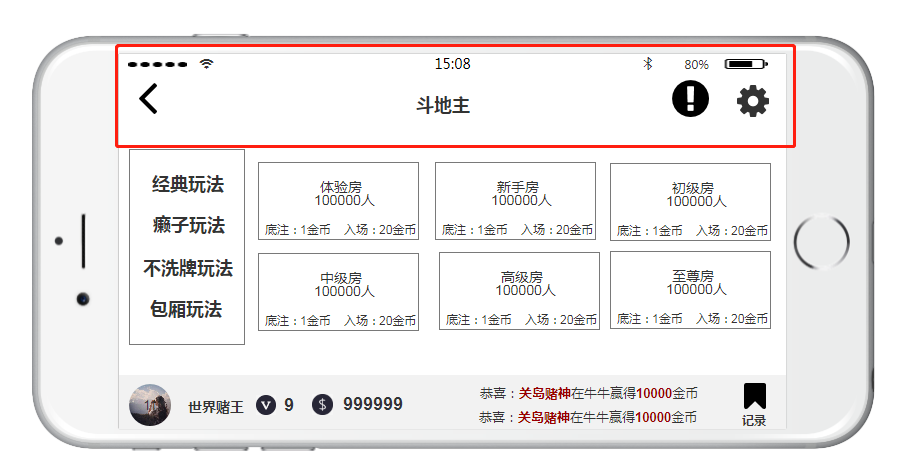 15:08 80%
斗地主
经典玩法
癞子玩法
不洗牌玩法
包厢玩法
体验房
100000人
底注：1金币 入场：20金币
新手房
100000人
底注：1金币 入场：20金币
初级房
100000人
底注：1金币 入场：20金币
中级房
100000人
底注：1金币 入场：20金币
高级房
100000人
底注：1金币 入场：20金币
至尊房
100000人
底注：1金币 入场：20金币
世界赌王 V 9 $ 999999
恭喜：关岛赌神在牛牛赢得10000金币
恭喜：关岛赌神在牛牛赢得10000金币
记录